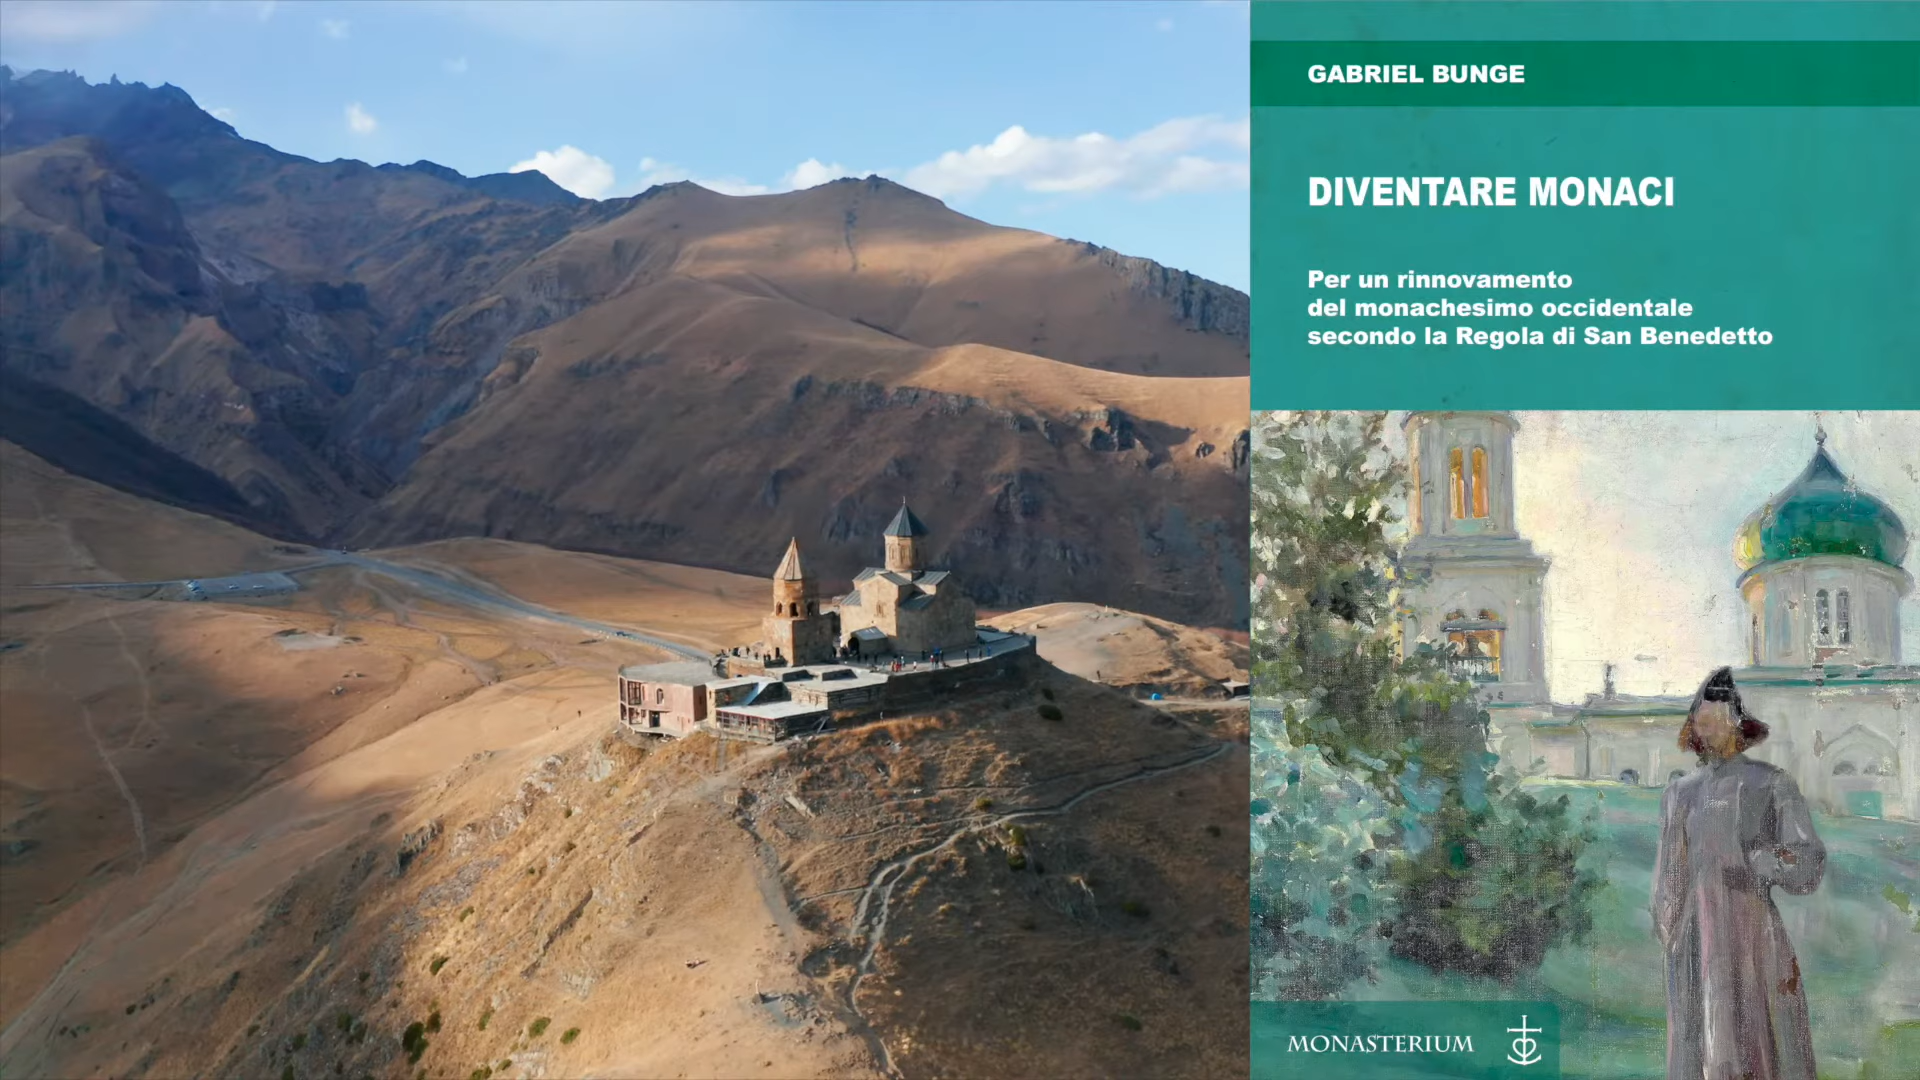 GABRIEL BUNGE
DIVENTARE MONACI
Per un rinnovamento
del monachesimo occidentale
secondo la Regola di San Benedetto
MONASTERIUM